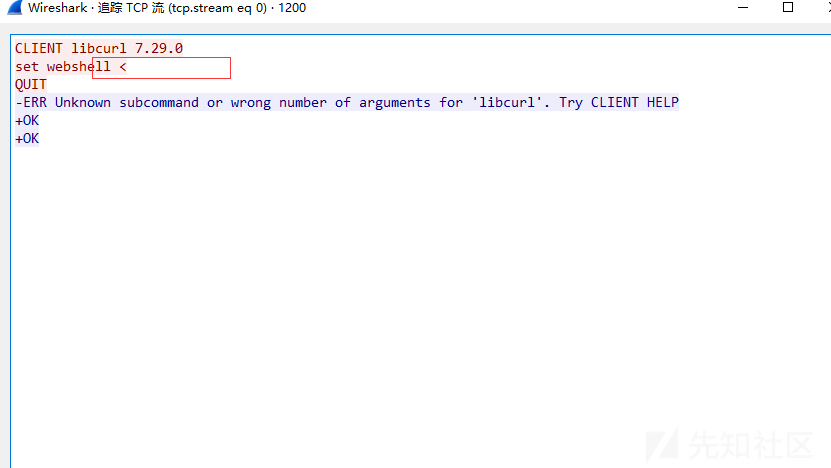 Wireshark · 追踪 TCP 流 (tcp.stream eq 0) · 1200
CLIENT libcurl 7.29.0
set webshell <
QUIT
-ERR Unknown subcommand or wrong number of arguments for 'libcurl'. Try CLIENT HELP
+OK
+OK
先知社区